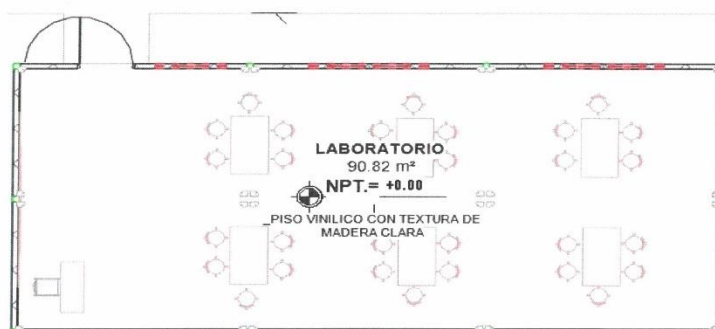 LABORATORIO
90.82 m²
NPT.= +0.00
PISO VINILICO CON TEXTURA DE
MADERA CLARA